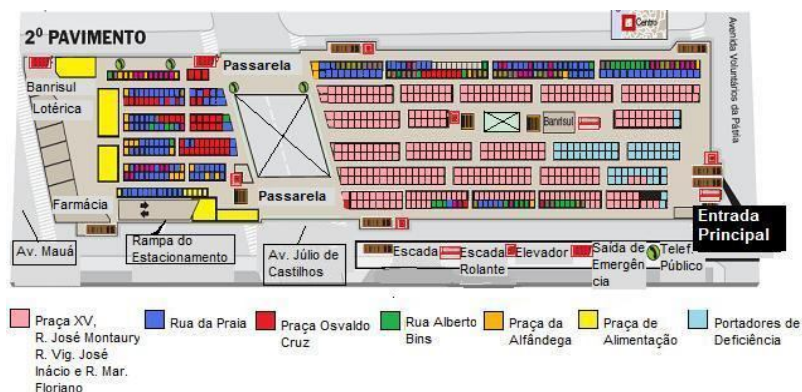 2º PAVIMENTO
Centro
Avenida Voluntários da Pátria
Passarela
Banrisul
Lotérica
Banrisul
Passarela
Farmácia
Entrada
Principal
Av. Mauá
Rampa do
Estacionamento
Av. Júlio de
Castilhos
Escada
Escada
Rolante
Elevador
Saída de
Emergên
cia
Telef.
Público
Praça XV,
R. José Montaury
R. Vig. José
Inácio e R. Mar.
Floriano
Rua da Praia
Praça Osvaldo
Cruz
Rua Alberto
Bins
Praça da
Alfândega
Praça de
Alimentação
Portadores de
Deficiência